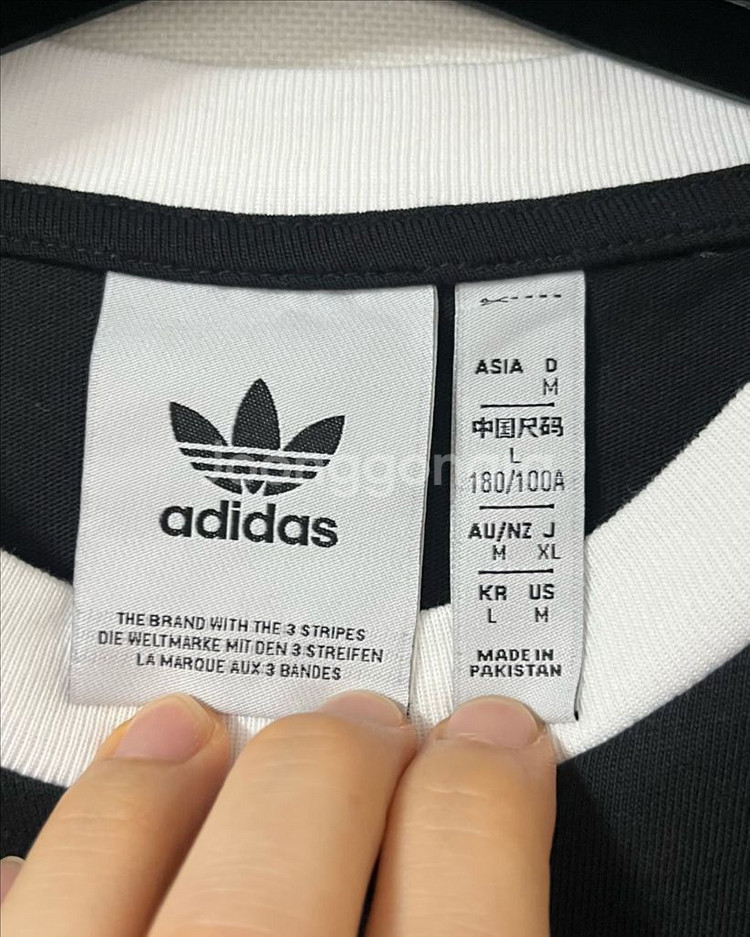 adidas
THE BRAND WITH THE 3 STRIPES
DIE WELTMARKE MIT DEN 3 STREIFEN
LA MARQUE AUX 3 BANDES
ASIA D
M
中国尺码
L
180/100A
AU/NZ J
M XL
KR US
L M
MADE IN
PAKISTAN